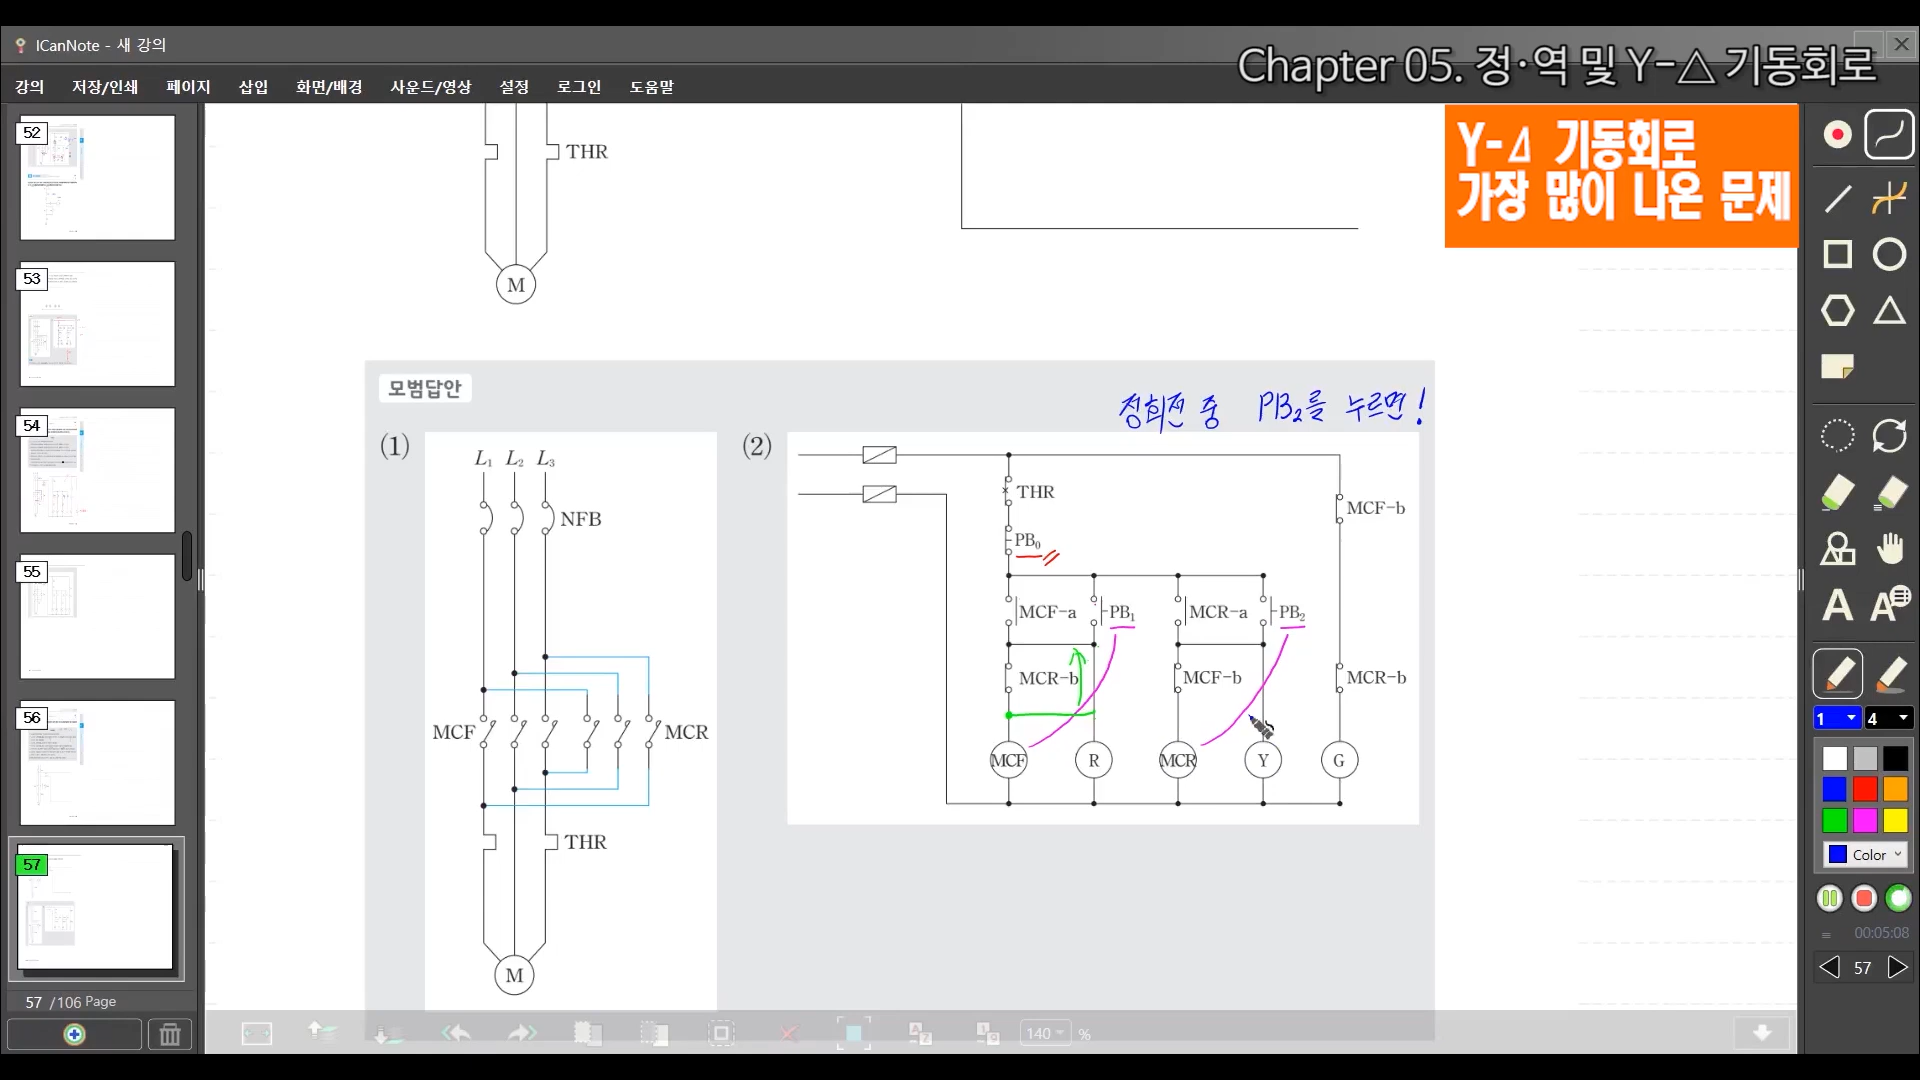 ICanNote - 새 강의
Chapter 05. 정·역 및 Y-△ 기동회로
강의 저장/인쇄 페이지 삽입 화면/배경 사운드/영상 설정 로그인 도움말
Y-⊿ 기동회로
가장 많이 나온 문제
52
53
54
55
56
57
57 /106 Page
THR
M
모범답안
정회전 중 PB₂를 누르면!
(1)
L₁ L₂ L₃
NFB
MCF
MCR
THR
M
(2)
THR
MCF-b
PB₀
MCF-a
PB₁
MCR-a
PB₂
MCR-b
MCF-b
MCR-b
MCF
R
MCR
Y
G
140 %
A
A
1
4
Color
00:05:08
57